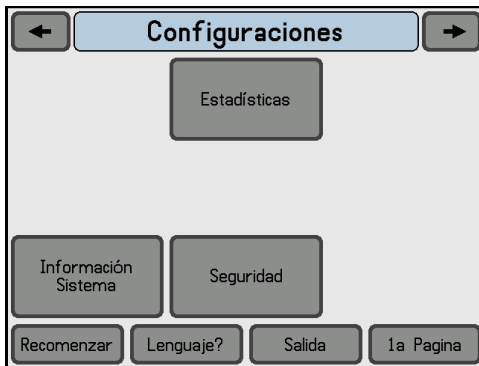 Configuraciones
Estadísticas
Información
Sistema
Seguridad
Recomenzar
Lenguaje?
Salida
1a Pagina